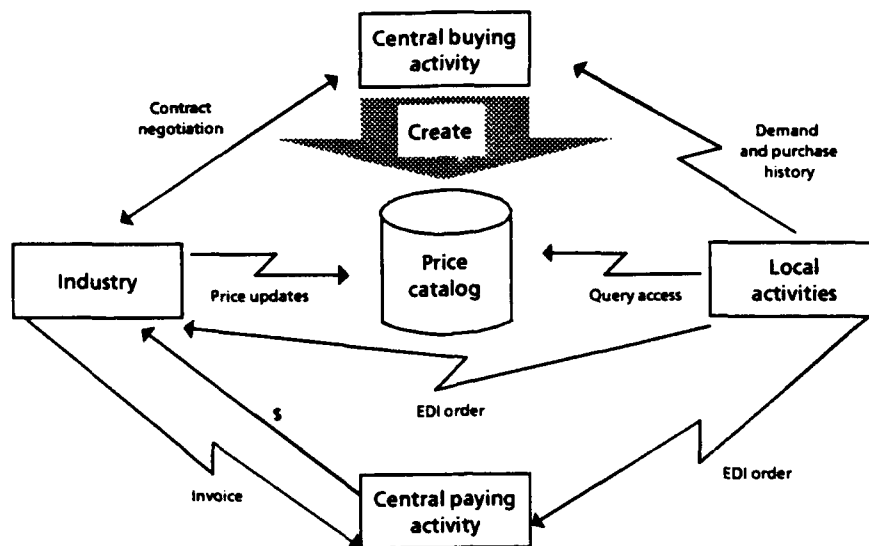 Central buying
activity
Contract
negotiation
Create
Demand
and purchase
history
Industry
Price updates
Price
catalog
Query access
Local
activities
EDI order
$
Invoice
Central paying
activity
EDI order